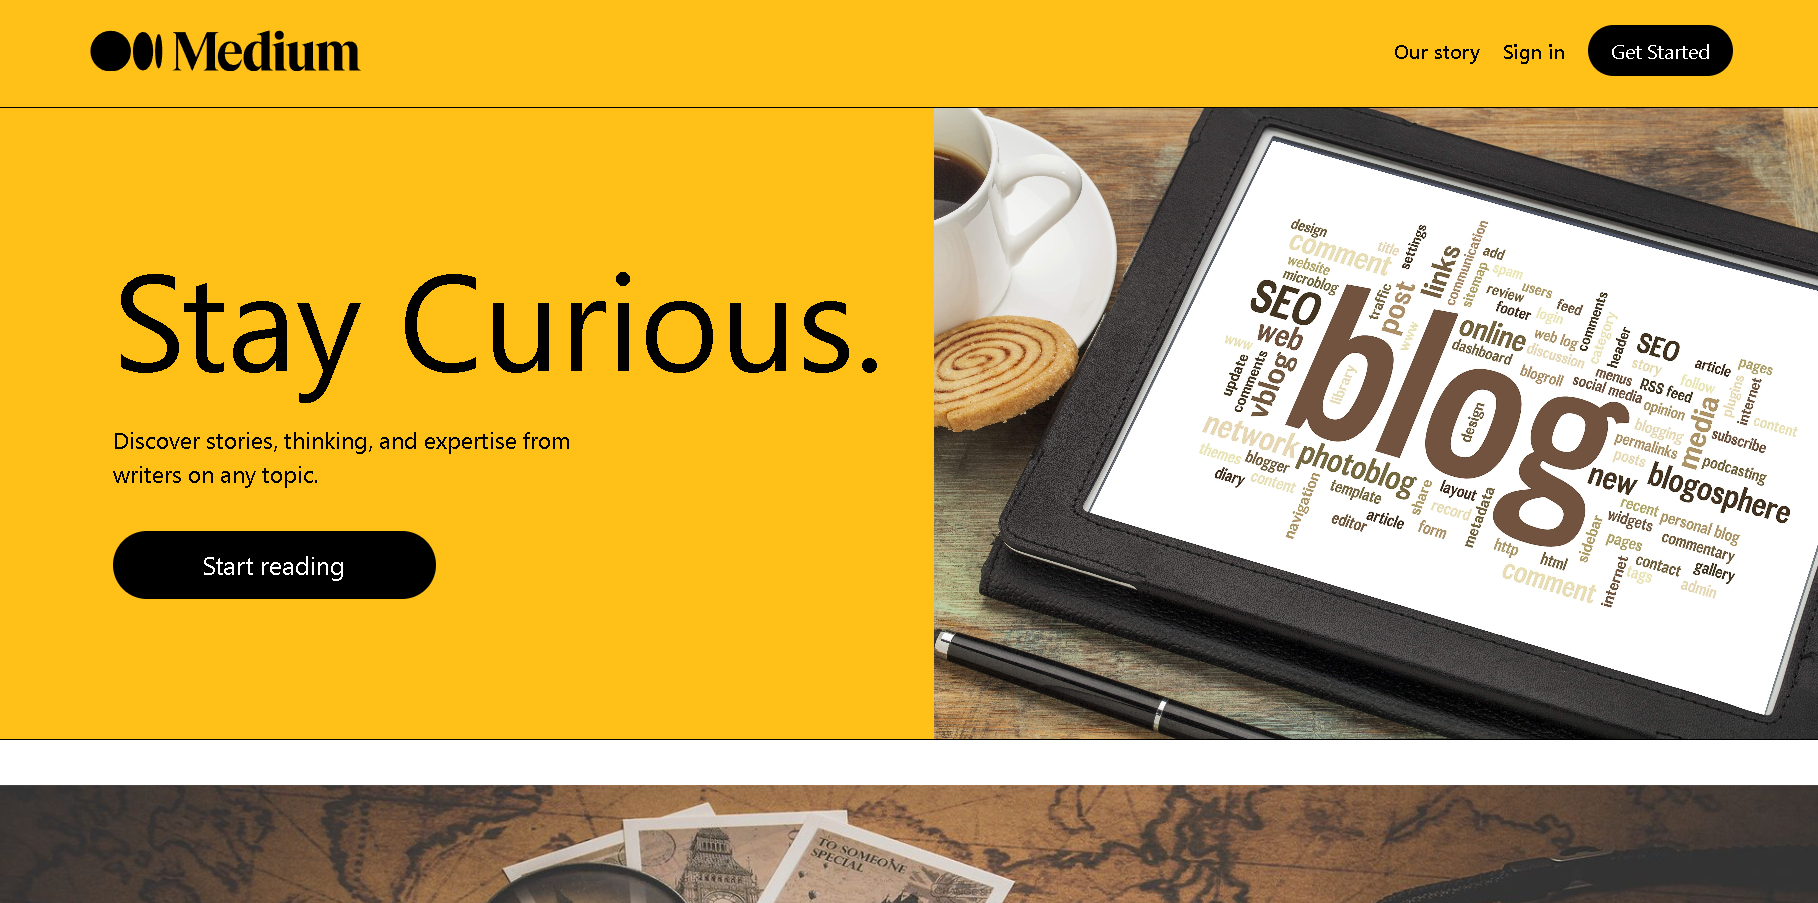 Medium
Our story Sign in Get Started
Stay Curious.
Discover stories, thinking, and expertise from
writers on any topic.
Start reading
design
comment
title
settings
links
communication
add
website
microblog
traffic
post
www
sitemap
spam
users
review
feed
footer
login
comments
category
header
SEO
web
www
update
comments
vblog
library
blog
online
dashboard
web log
discussion
blogroll
menus
social media
SEO
story
RSS feed
follow
article
pages
plugins
internet
opinion
media
content
network
themes
blogger
diary
content
photoblog
navigation
template
editor
article
share
form
layout
record
metadata
design
blogging
permalinks
posts
subscribe
podcasting
new
blogosphere
recent
personal blog
widgets
commentary
sidebar
pages
contact
gallery
http
html
comment
internet
tags
admin
TO SOMEONE
SPECIAL